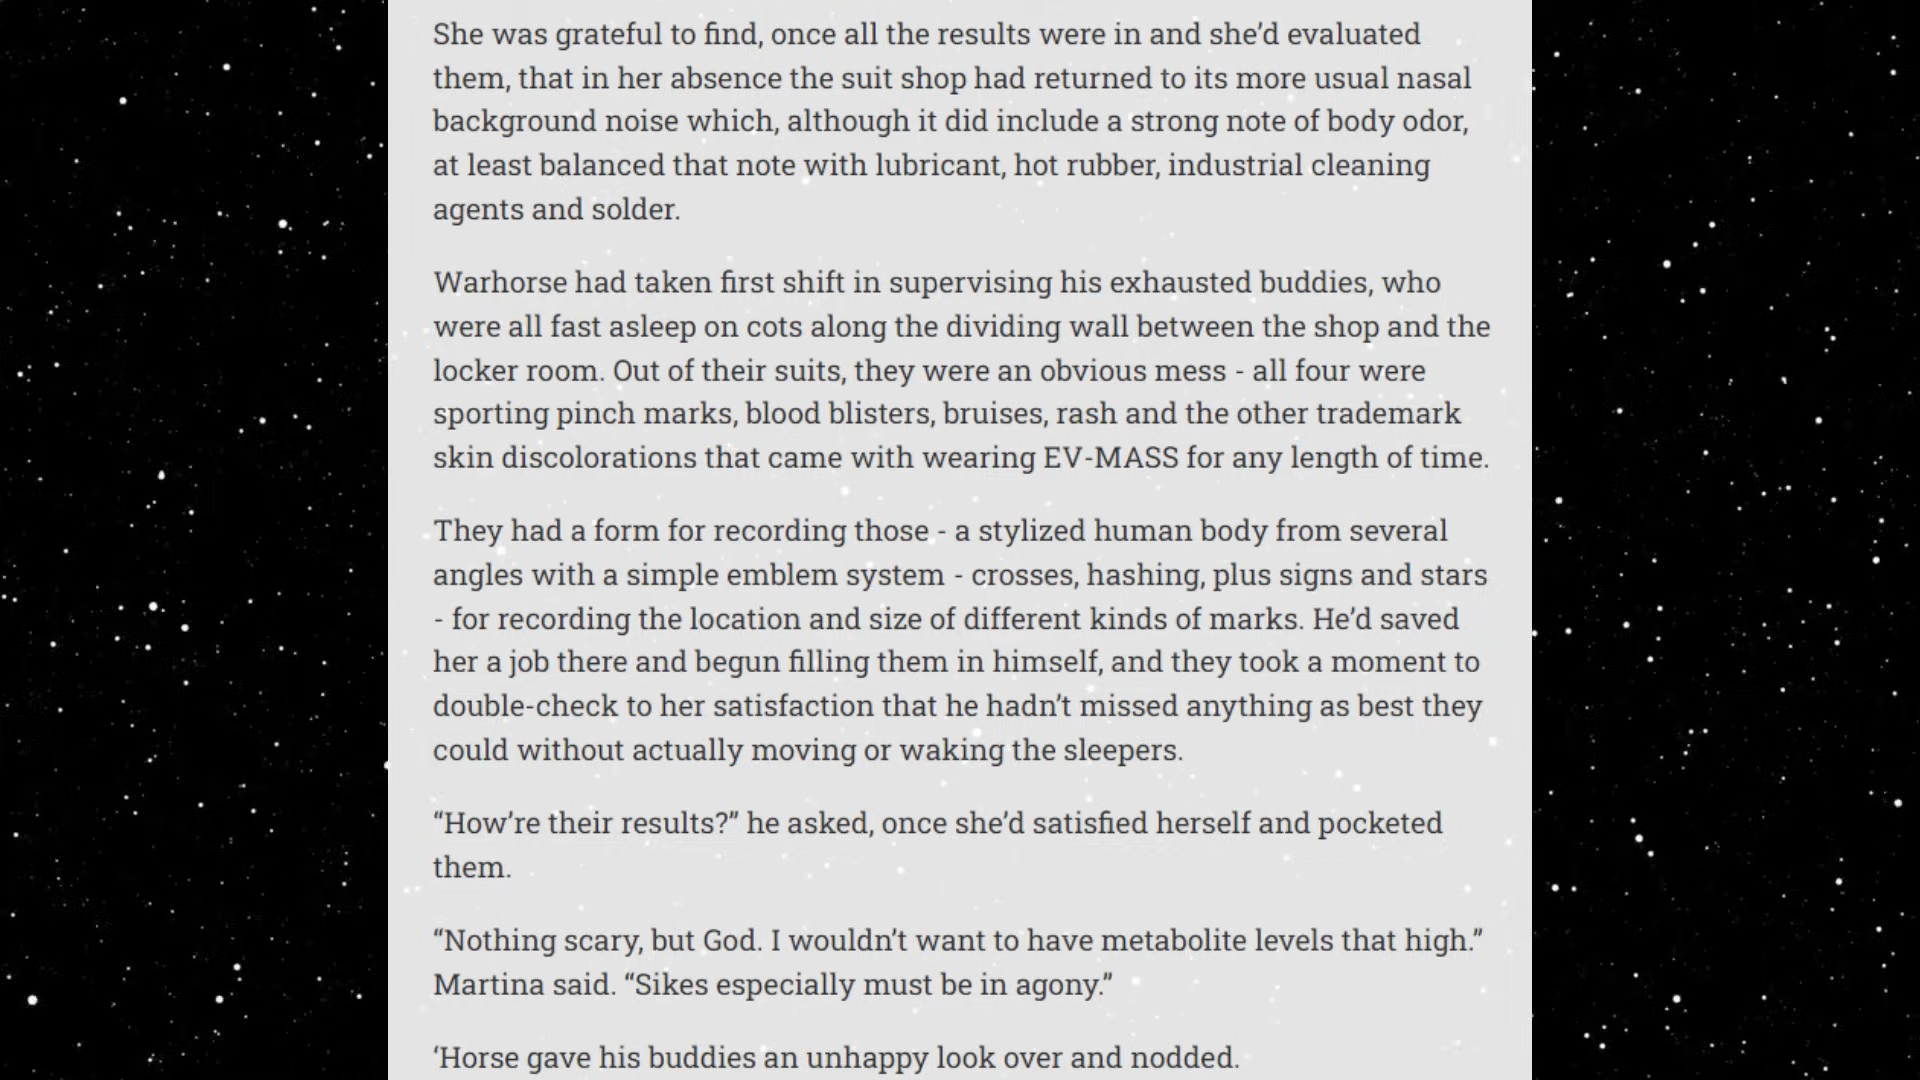 She was grateful to find, once all the results were in and she’d evaluated
them, that in her absence the suit shop had returned to its more usual nasal
background noise which, although it did include a strong note of body odor,
at least balanced that note with lubricant, hot rubber, industrial cleaning
agents and solder.
Warhorse had taken first shift in supervising his exhausted buddies, who
were all fast asleep on cots along the dividing wall between the shop and the
locker room. Out of their suits, they were an obvious mess - all four were
sporting pinch marks, blood blisters, bruises, rash and the other trademark
skin discolorations that came with wearing EV-MASS for any length of time.
They had a form for recording those - a stylized human body from several
angles with a simple emblem system - crosses, hashing, plus signs and stars
- for recording the location and size of different kinds of marks. He’d saved
her a job there and begun filling them in himself, and they took a moment to
double-check to her satisfaction that he hadn’t missed anything as best they
could without actually moving or waking the sleepers.
“How’re their results?” he asked, once she’d satisfied herself and pocketed
them.
“Nothing scary, but God. I wouldn’t want to have metabolite levels that high.”
Martina said. “Sikes especially must be in agony.”
‘Horse gave his buddies an unhappy look over and nodded.